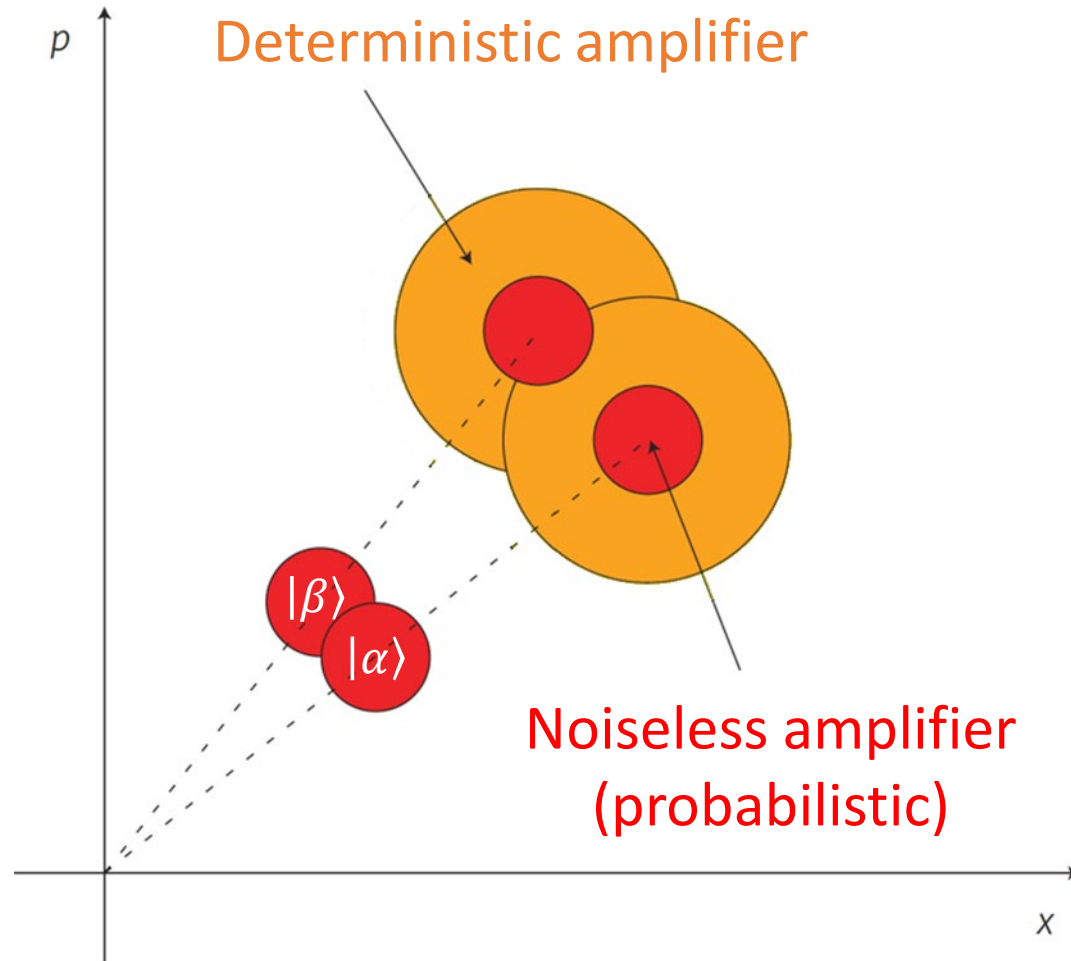 p
Deterministic amplifier
|β⟩
|α⟩
Noiseless amplifier
(probabilistic)
x